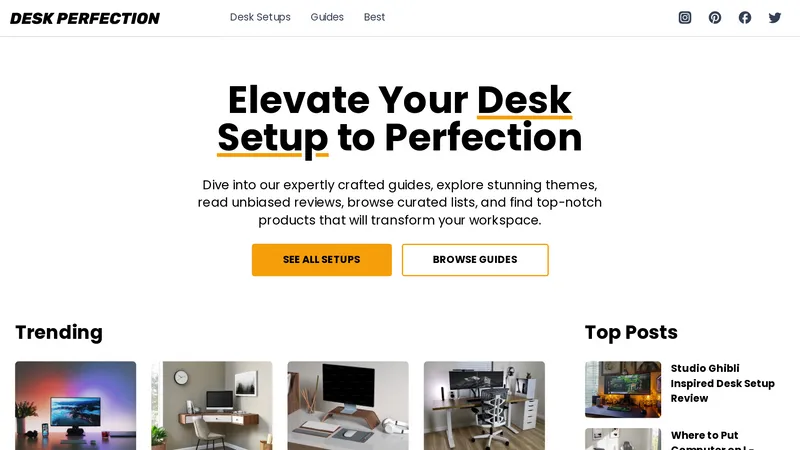 DESK PERFECTION
Desk Setups
Guides
Best
Elevate Your Desk
Setup to Perfection
Dive into our expertly crafted guides, explore stunning themes,
read unbiased reviews, browse curated lists, and find top-notch
products that will transform your workspace.
SEE ALL SETUPS
BROWSE GUIDES
Trending
Top Posts
Studio Ghibli
Inspired Desk Setup
Review
Where to Put
Computer on L-